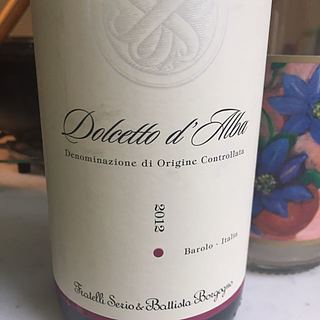 Dolcetto d'Alba
Denominazione di Origine Controllata
2012
Barolo - Italia
Fratelli Serio & Battista Borgogno